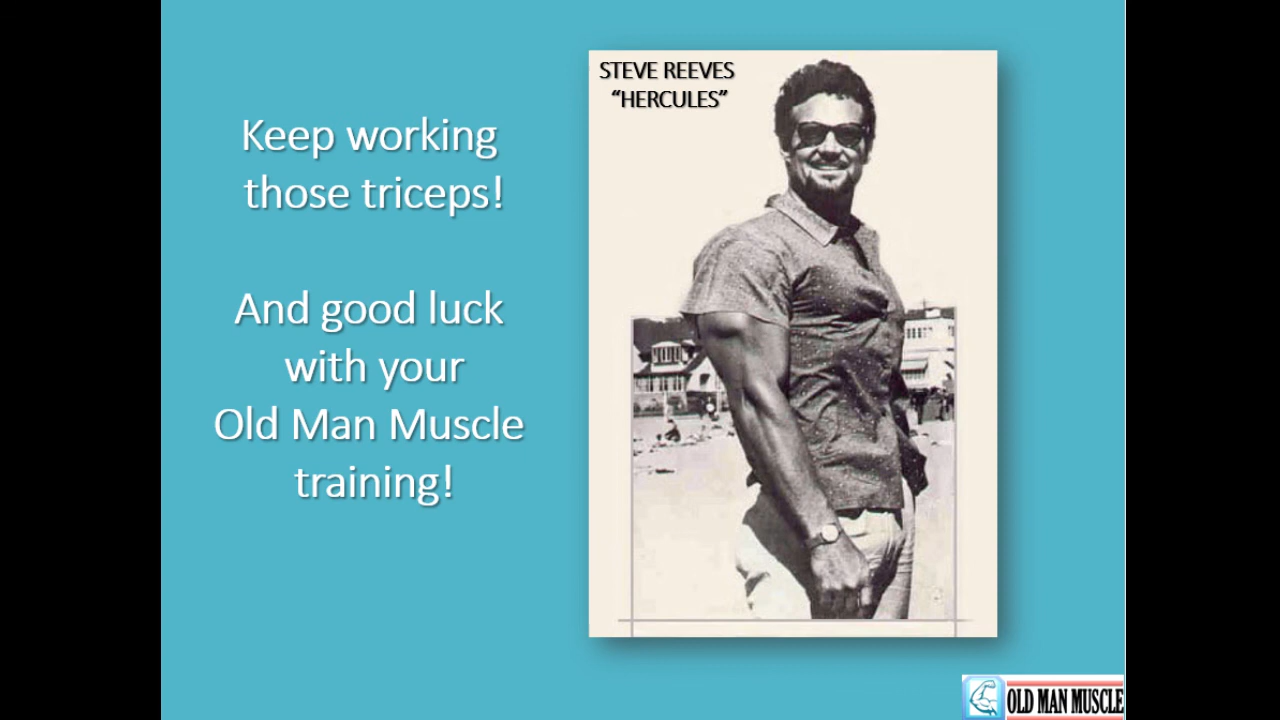 Keep working
those triceps!
And good luck
with your
Old Man Muscle
training!
STEVE REEVES
“HERCULES”
OLD MAN MUSCLE